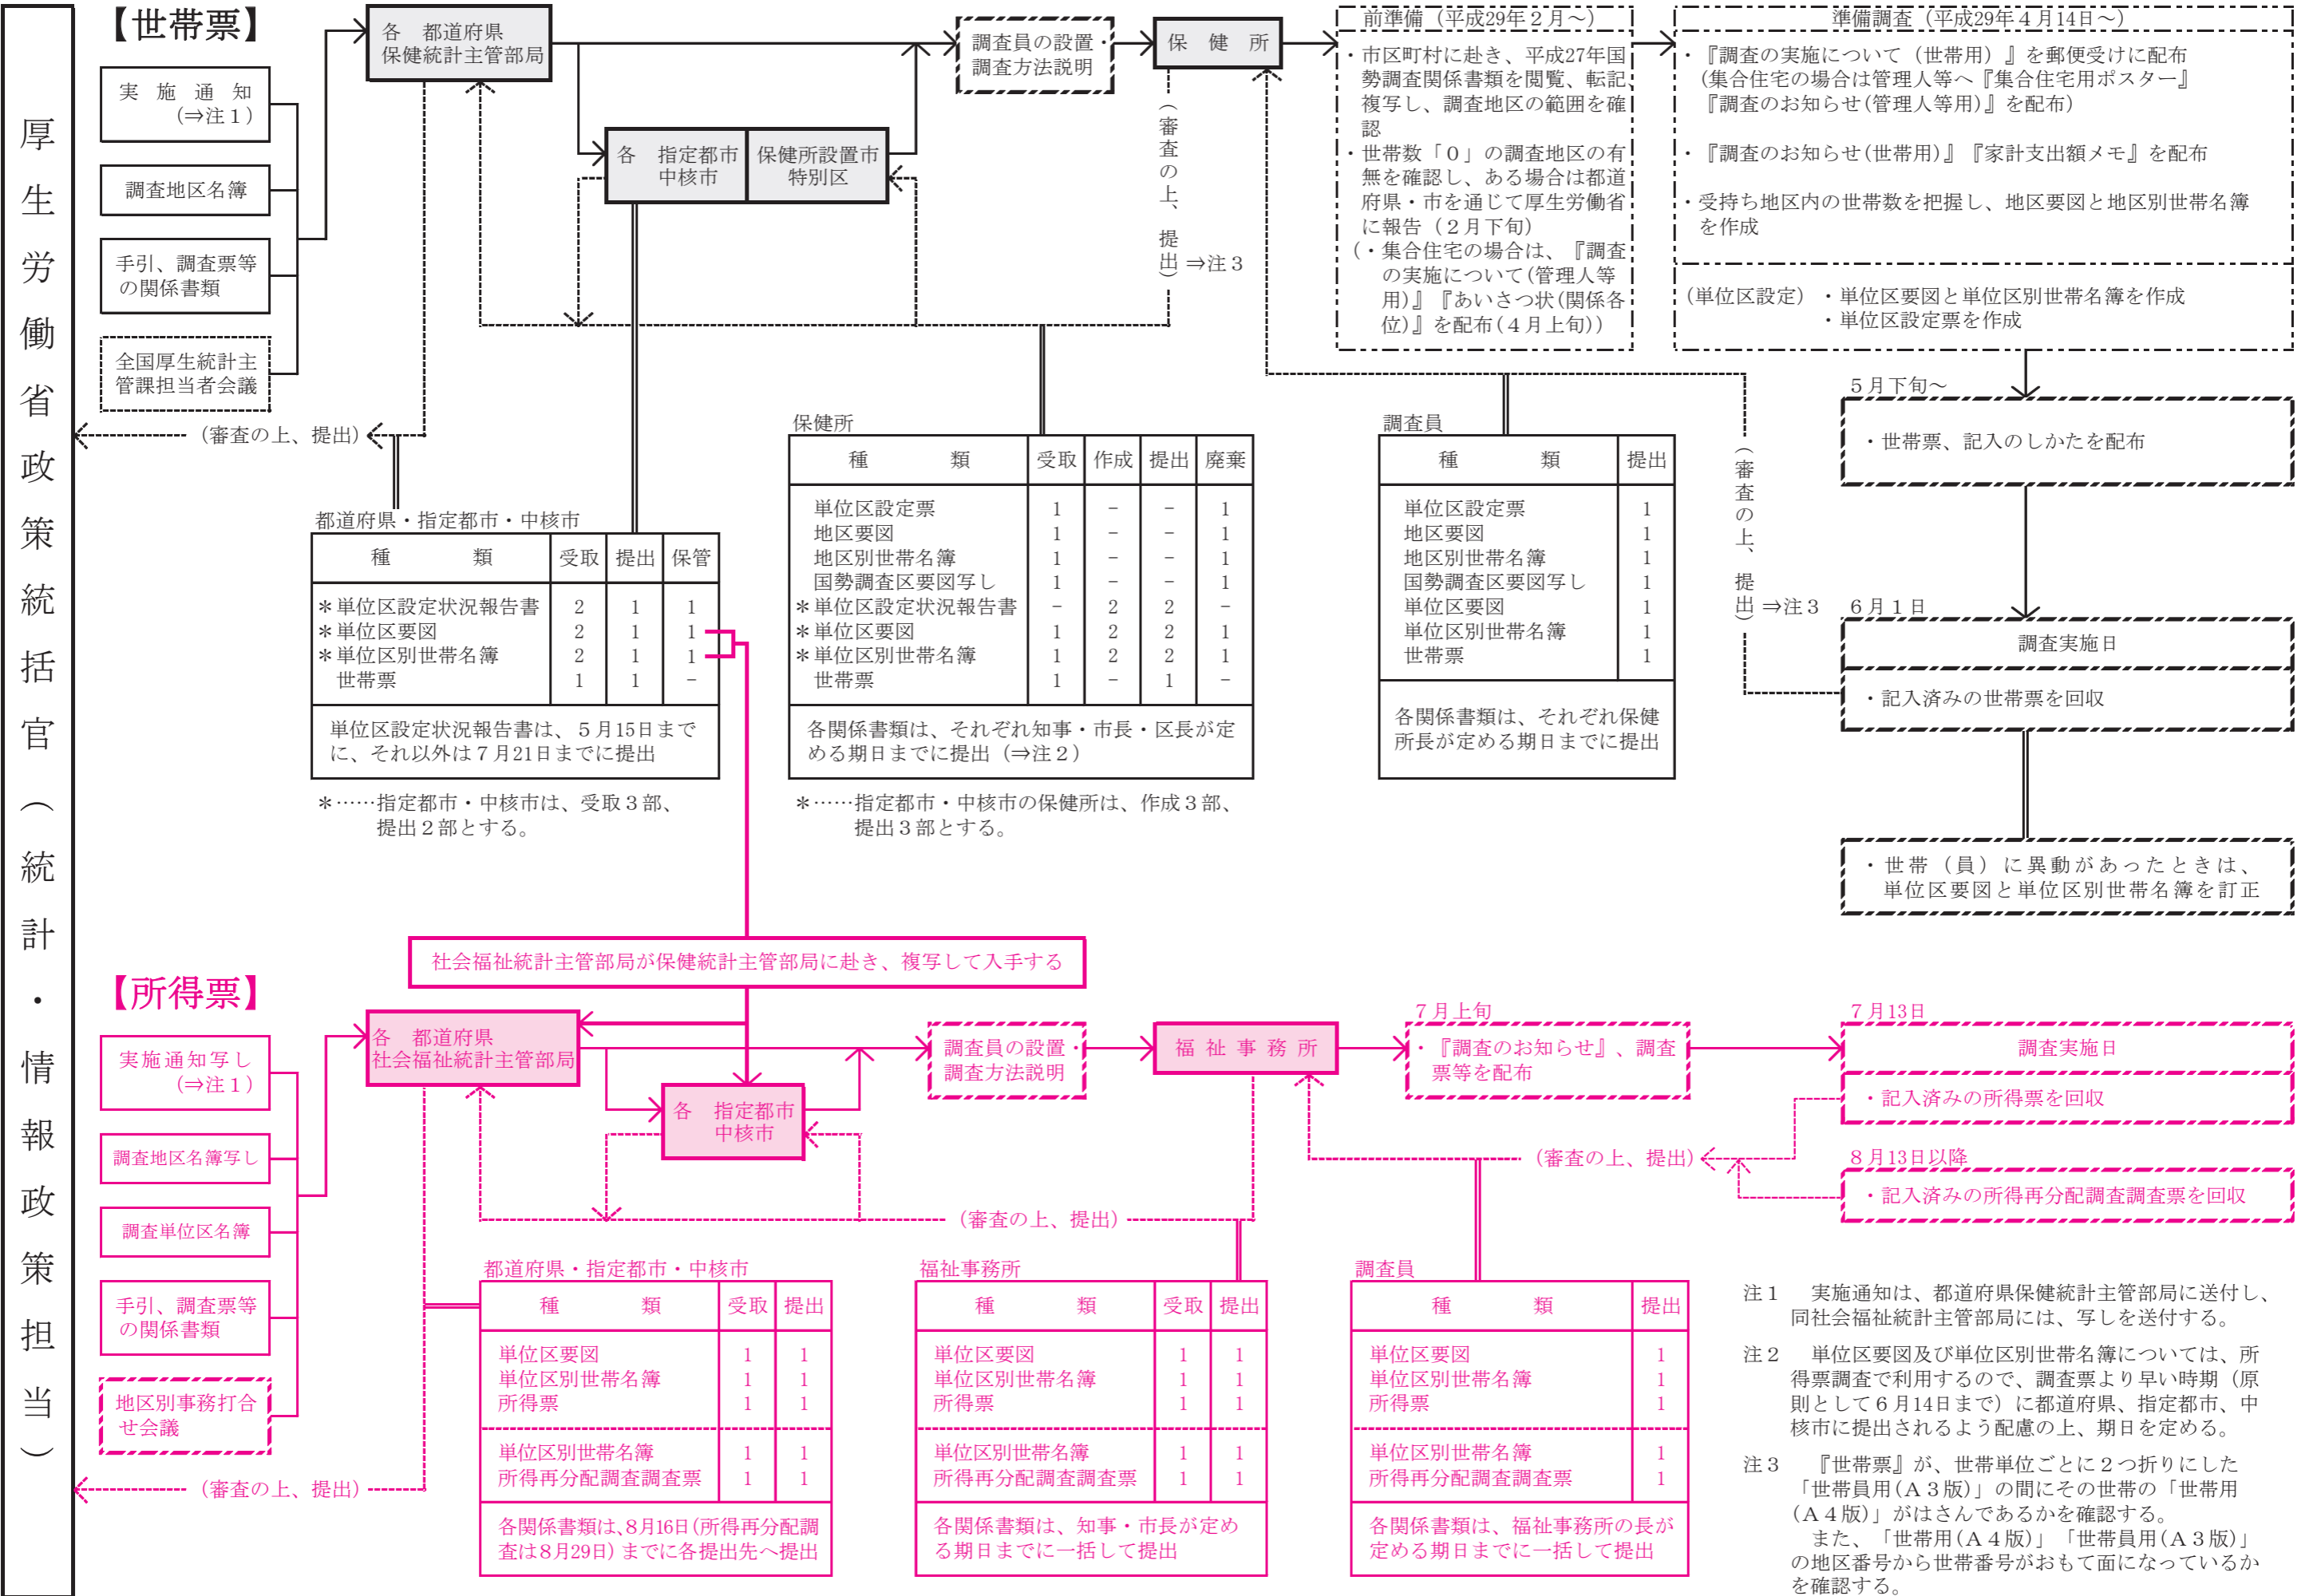 厚生労働省政策統括官（統計・情報政策担当）
【世帯票】
実施通知
(⇒注１)
調査地区名簿
手引、調査票等
の関係書類
全国厚生統計主
管課担当者会議
(審査の上、提出)
各　都道府県
保健統計主管部局
各　指定都市
中核市
保健所設置市
特別区
調査員の設置・
調査方法説明
保健所
(審査の上、提出)
⇒注３
前準備（平成29年２月～）
・市区町村に赴き、平成27年国
勢調査関係書類を閲覧、転記、
複写し、調査地区の範囲を確
認
・世帯数「０」の調査地区の有
無を確認し、ある場合は都道
府県・市を通じて厚生労働省
に報告（２月下旬）
(・集合住宅の場合は、『調査
の実施について(管理人等
用)』『あいさつ状(関係各
位)』を配布(４月上旬))
準備調査（平成29年４月14日～）
・『調査の実施について（世帯用）』を郵便受けに配布
(集合住宅の場合は管理人等へ『集合住宅用ポスター』
『調査のお知らせ(管理人等用)』を配布)
・『調査のお知らせ(世帯用)』『家計支出額メモ』を配布
・受持ち地区内の世帯数を把握し、地区要図と地区別世帯名簿
を作成
(単位区設定)　・単位区要図と単位区別世帯名簿を作成
・単位区設定票を作成
５月下旬～
・世帯票、記入のしかたを配布
(審査の上、提出)
⇒注３
６月１日
調査実施日
・記入済みの世帯票を回収
・世帯（員）に異動があったときは、
単位区要図と単位区別世帯名簿を訂正
都道府県・指定都市・中核市
種　　類　受取　提出　保管
＊単位区設定状況報告書　2　1　1
＊単位区要図　2　1　1
＊単位区別世帯名簿　2　1　1
世帯票　1　1　－
単位区設定状況報告書は、５月15日まで
に、それ以外は７月21日までに提出
＊……指定都市・中核市は、受取３部、
提出２部とする。
保健所
種　　類　受取　作成　提出　廃棄
単位区設定票　1　－　－　1
地区要図　1　－　－　1
地区別世帯名簿　1　－　－　1
国勢調査区要図写し　1　－　－　1
＊単位区設定状況報告書　－　2　2　－
＊単位区要図　1　2　2　1
＊単位区別世帯名簿　1　2　2　1
世帯票　1　－　1　－
各関係書類は、それぞれ知事・市長・区長が定
める期日までに提出（⇒注２）
＊……指定都市・中核市の保健所は、作成３部、
提出３部とする。
調査員
種　　類　提出
単位区設定票　1
地区要図　1
地区別世帯名簿　1
国勢調査区要図写し　1
単位区要図　1
単位区別世帯名簿　1
世帯票　1
各関係書類は、それぞれ保健
所長が定める期日までに提出
社会福祉統計主管部局が保健統計主管部局に赴き、複写して入手する
【所得票】
実施通知写し
(⇒注１)
調査地区名簿写し
調査単位区名簿
手引、調査票等
の関係書類
地区別事務打合
せ会議
(審査の上、提出)
各　都道府県
社会福祉統計主管部局
各　指定都市
中核市
調査員の設置・
調査方法説明
福祉事務所
(審査の上、提出)
７月上旬
・『調査のお知らせ』、調査
票等を配布
７月13日
調査実施日
・記入済みの所得票を回収
(審査の上、提出)
８月13日以降
・記入済みの所得再分配調査調査票を回収
都道府県・指定都市・中核市
種　　類　受取　提出
単位区要図　1　1
単位区別世帯名簿　1　1
所得票　1　1
単位区別世帯名簿　1　1
所得再分配調査調査票　1　1
各関係書類は、8月16日(所得再分配調
査は８月29日) までに各提出先へ提出
福祉事務所
種　　類　受取　提出
単位区要図　1　1
単位区別世帯名簿　1　1
所得票　1　1
単位区別世帯名簿　1　1
所得再分配調査調査票　1　1
各関係書類は、知事・市長が定め
る期日までに一括して提出
調査員
種　　類　提出
単位区要図　1
単位区別世帯名簿　1
所得票　1
単位区別世帯名簿　1
所得再分配調査調査票　1
各関係書類は、福祉事務所の長が
定める期日までに一括して提出
注１　実施通知は、都道府県保健統計主管部局に送付し、
同社会福祉統計主管部局には、写しを送付する。
注２　単位区要図及び単位区別世帯名簿については、所
得票調査で利用するので、調査票より早い時期（原
則として６月14日まで）に都道府県、指定都市、中
核市に提出されるよう配慮の上、期日を定める。
注３　『世帯票』が、世帯単位ごとに２つ折りにした
「世帯員用(Ａ３版)」の間にその世帯の「世帯用
(Ａ４版)」がはさんであるかを確認する。
また、「世帯用(Ａ４版)」「世帯員用(Ａ３版)」
の地区番号から世帯番号がおもて面になっているか
を確認する。